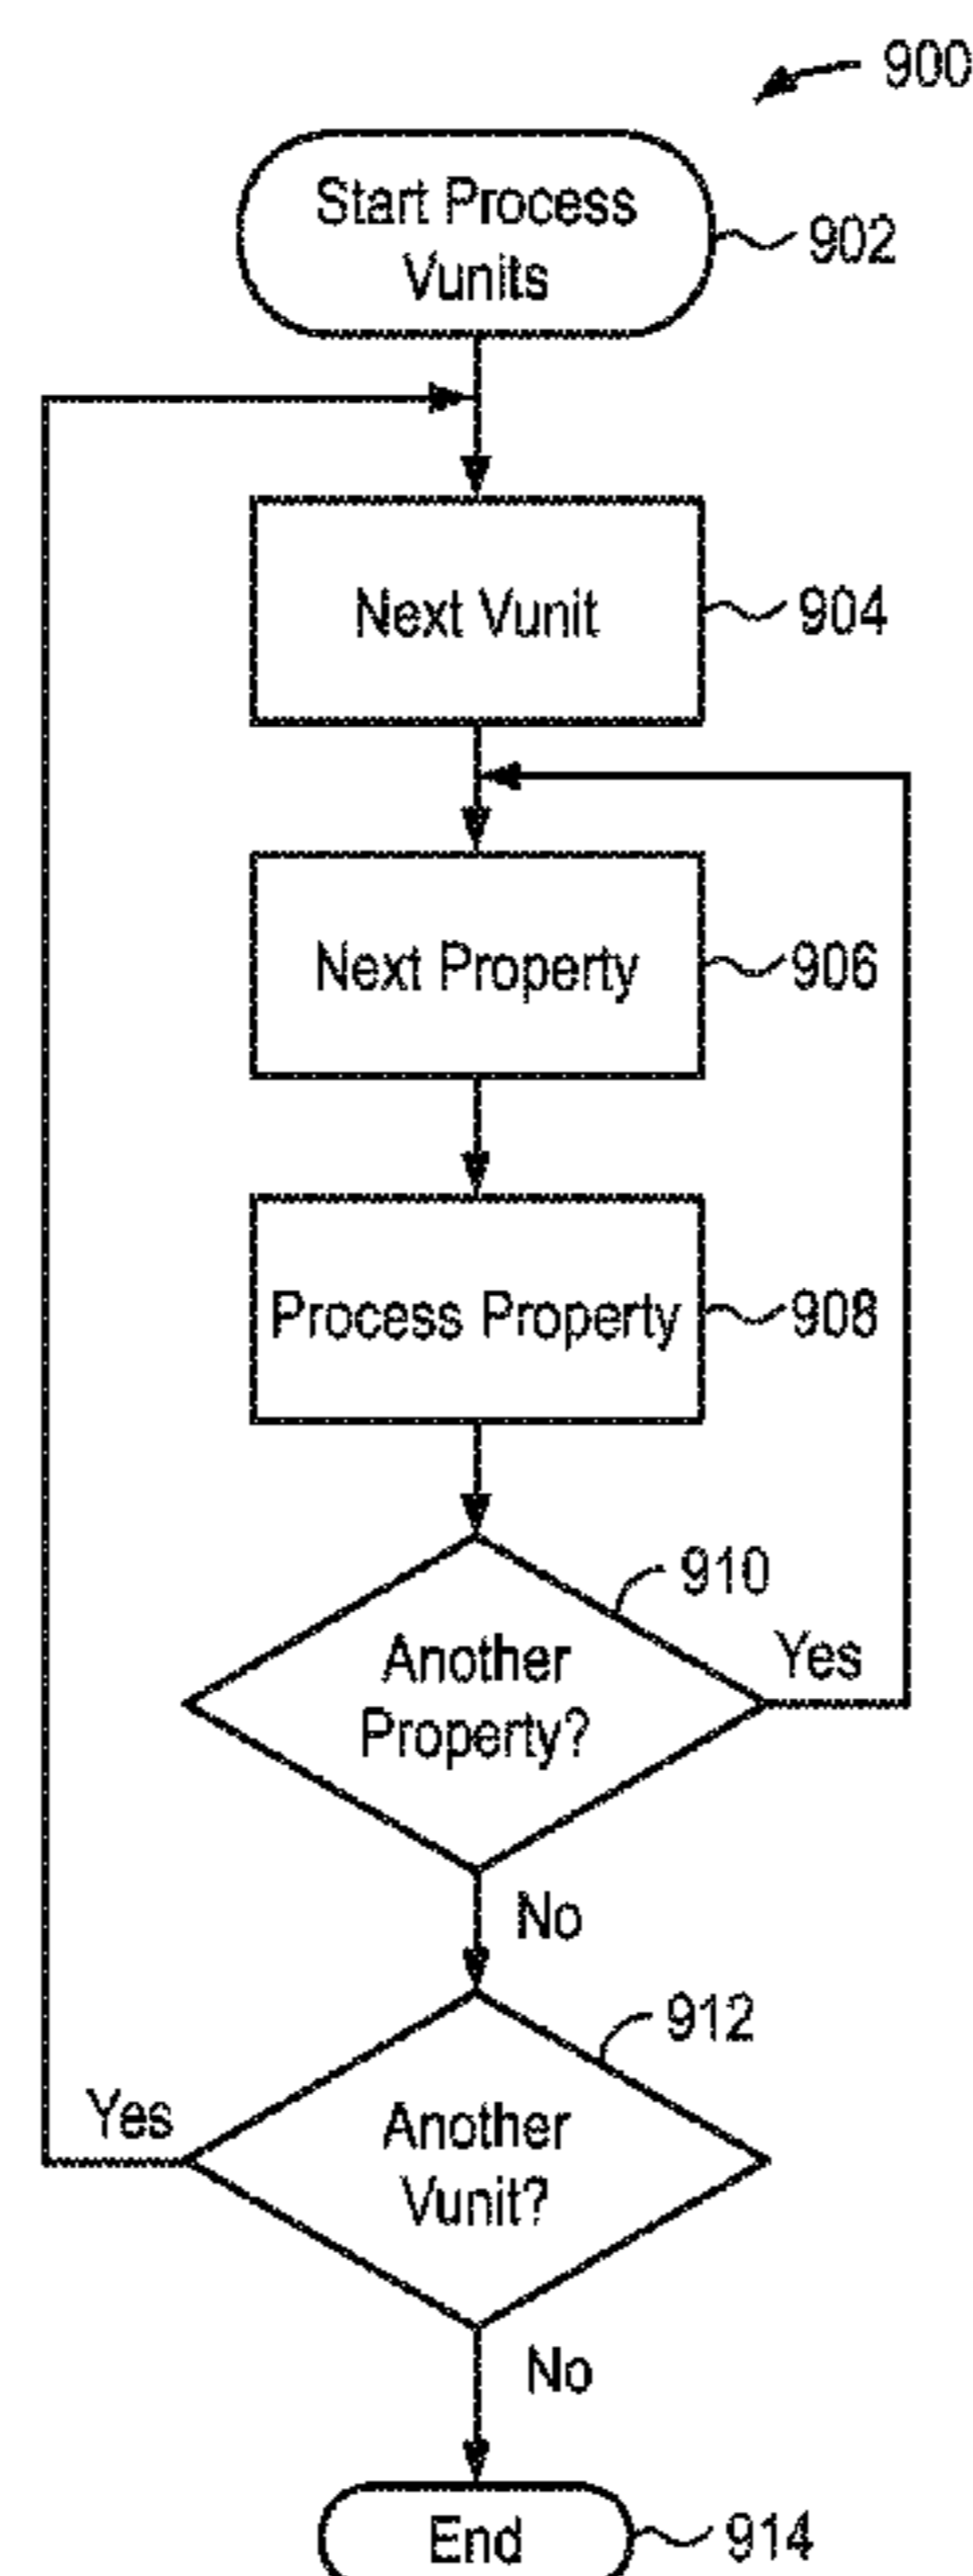 900
Start Process
Vunits
902
Next Vunit
904
Next Property
906
Process Property
908
910
Another
Property?
Yes
No
912
Yes
Another
Vunit?
No
End
914